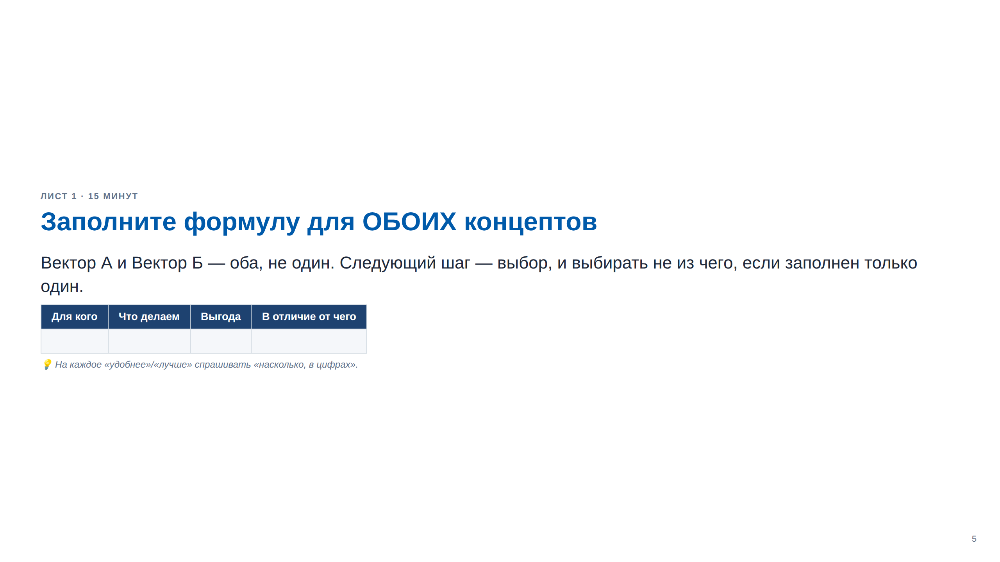 ЛИСТ 1 · 15 МИНУТ
Заполните формулу для ОБОИХ концептов
Вектор А и Вектор Б — оба, не один. Следующий шаг — выбор, и выбирать не из чего, если заполнен только
один.
Для кого Что делаем Выгода В отличие от чего
💡 На каждое «удобнее»/«лучше» спрашивать «насколько, в цифрах».
5